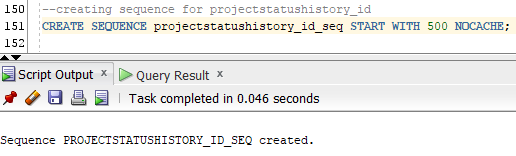 150
--creating sequence for projectstatushistory_id
151
CREATE SEQUENCE projectstatushistory_id_seq START WITH 500 NOCACHE;
152
Script Output x
Query Result x
Task completed in 0.046 seconds
Sequence PROJECTSTATUSHISTORY_ID_SEQ created.